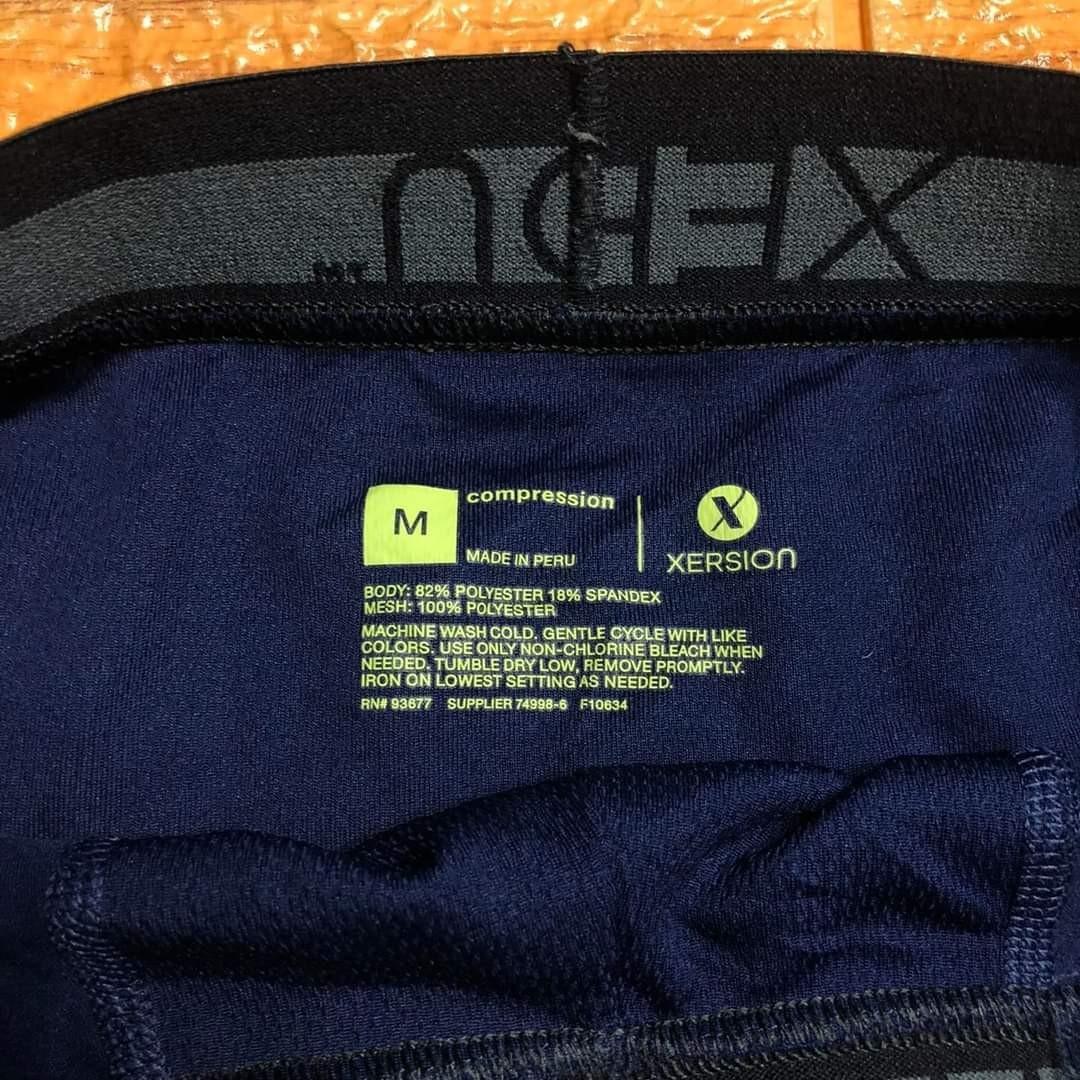 M
compression
MADE IN PERU
XERSION
BODY: 82% POLYESTER 18% SPANDEX
MESH: 100% POLYESTER
MACHINE WASH COLD. GENTLE CYCLE WITH LIKE
COLORS. USE ONLY NON-CHLORINE BLEACH WHEN
NEEDED. TUMBLE DRY LOW, REMOVE PROMPTLY.
IRON ON LOWEST SETTING AS NEEDED.
RN# 93677 SUPPLIER 74998-6 F10634